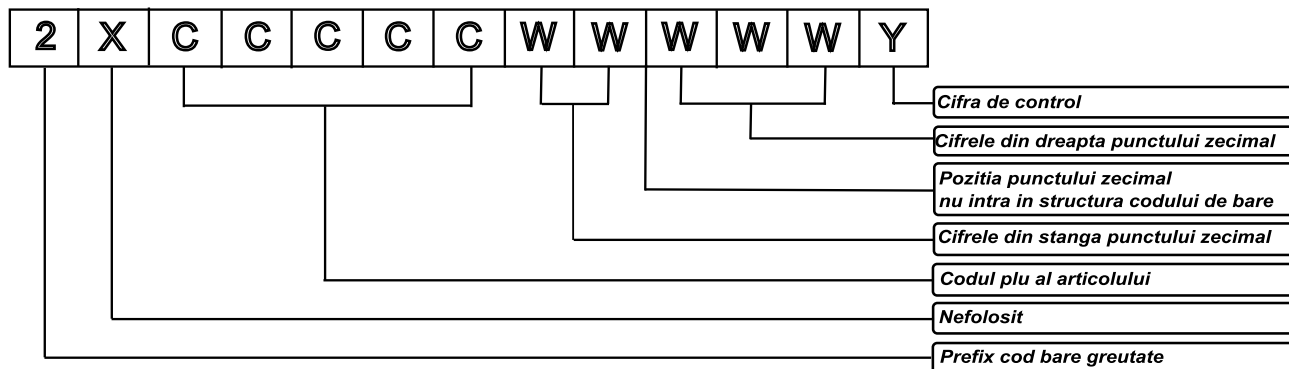 2 X C C C C C W W W W W Y
Cifra de control
Cifrele din dreapta punctului zecimal
Pozitia punctului zecimal
nu intra in structura codului de bare
Cifrele din stanga punctului zecimal
Codul plu al articolului
Nefolosit
Prefix cod bare greutate